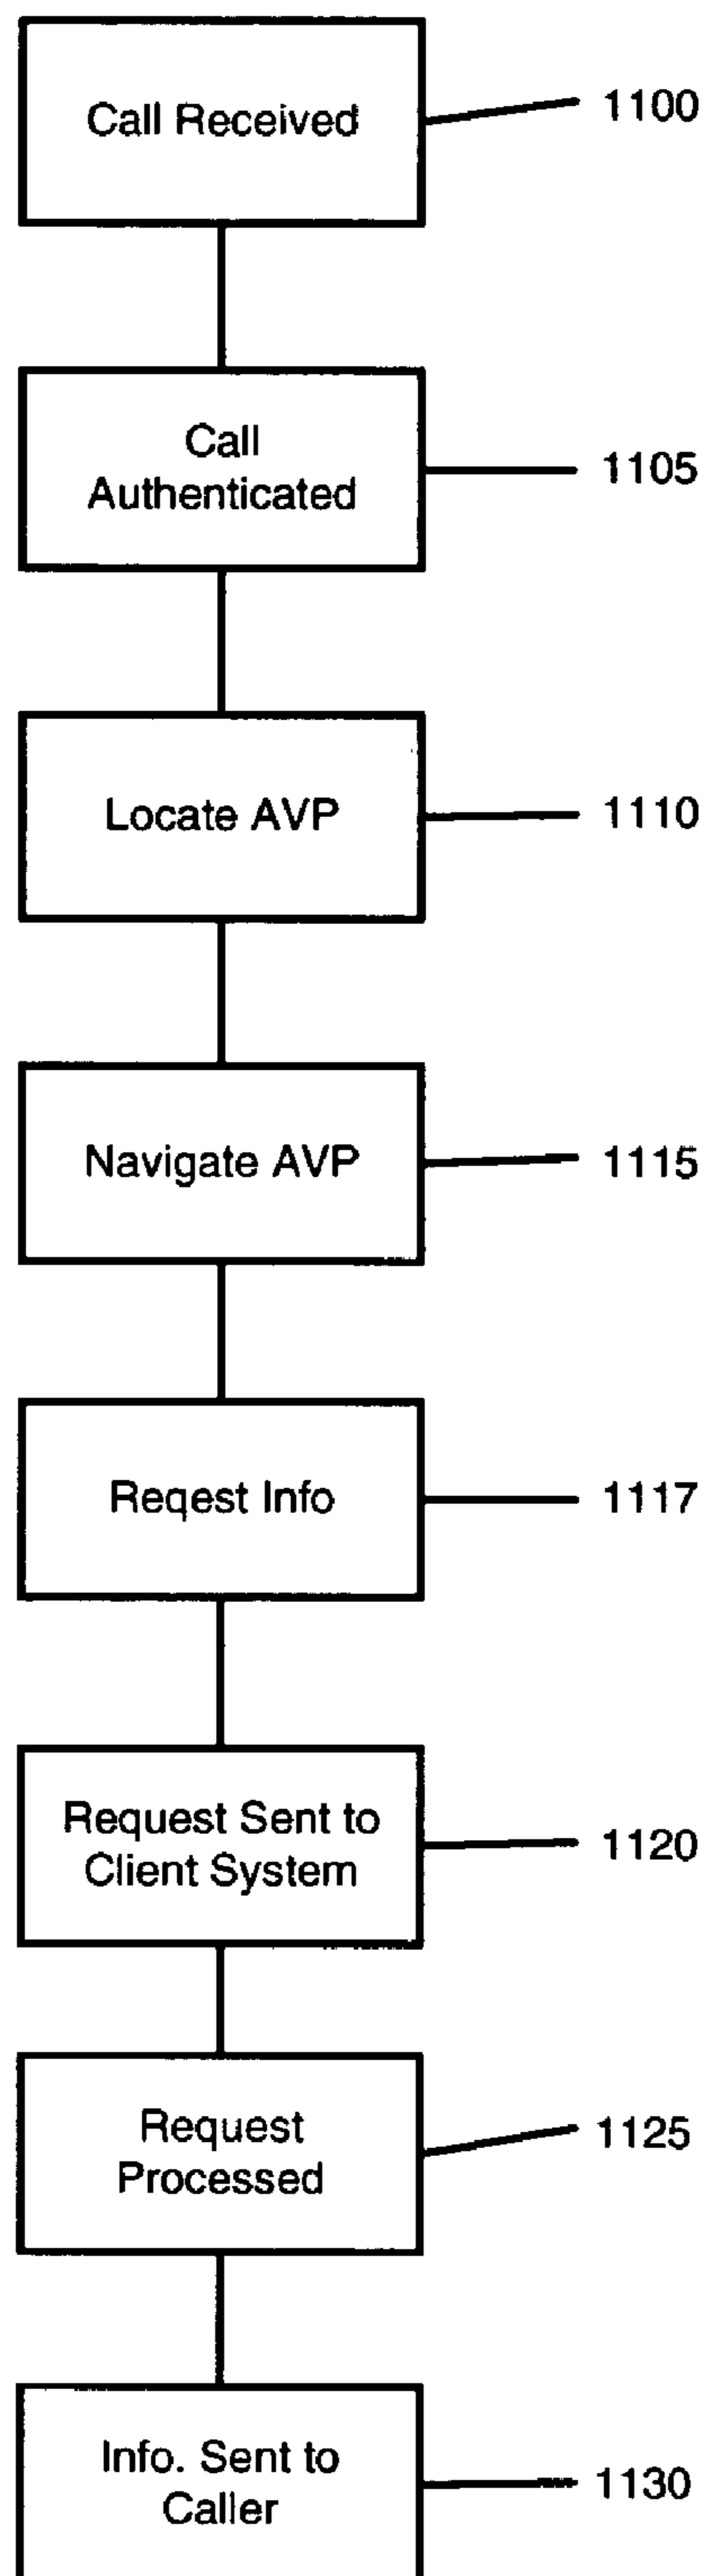 Call Received
1100
Call
Authenticated
1105
Locate AVP
1110
Navigate AVP
1115
Reqest Info
1117
Request Sent to
Client System
1120
Request
Processed
1125
Info. Sent to
Caller
1130